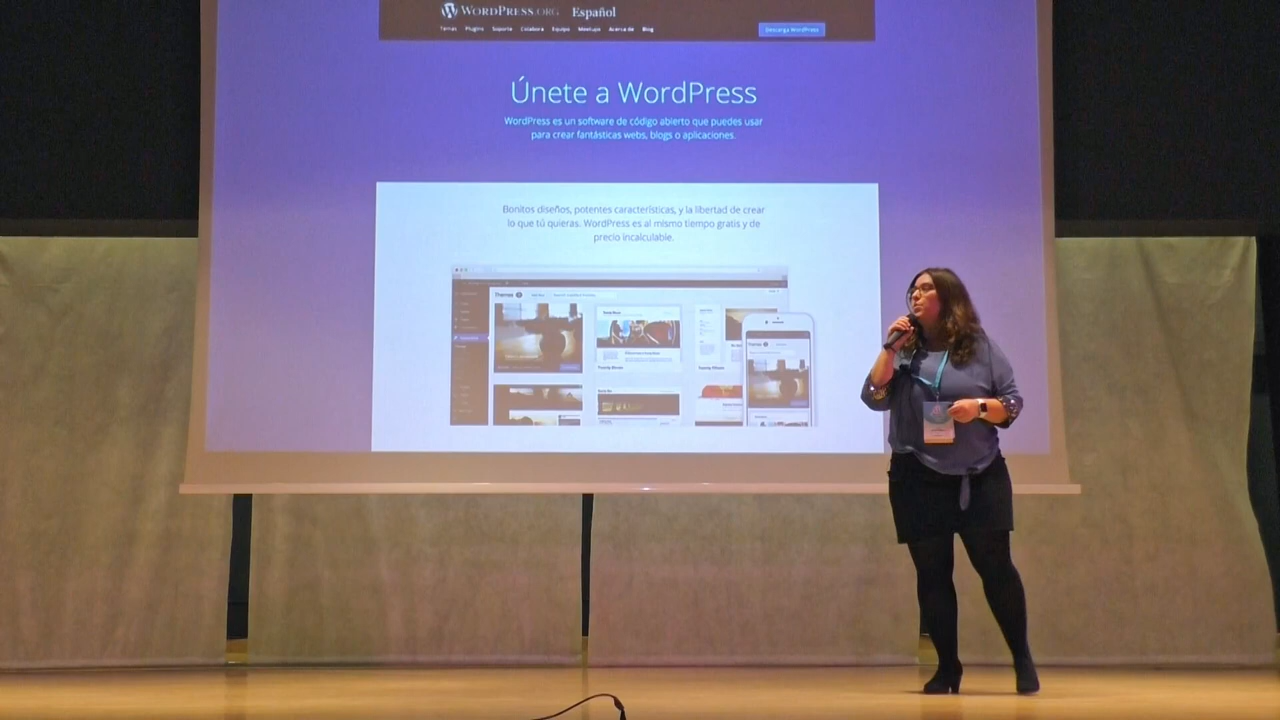 WORDPRESS.ORG Español
Temas Plugins Soporte Colabora Equipo Meetups Acerca de Blog
Descarga WordPress
Únete a WordPress
WordPress es un software de código abierto que puedes usar
para crear fantásticas webs, blogs o aplicaciones.
Bonitos diseños, potentes características, y la libertad de crear
lo que tú quieras. WordPress es al mismo tiempo gratis y de
precio incalculable.
Themes
Themes